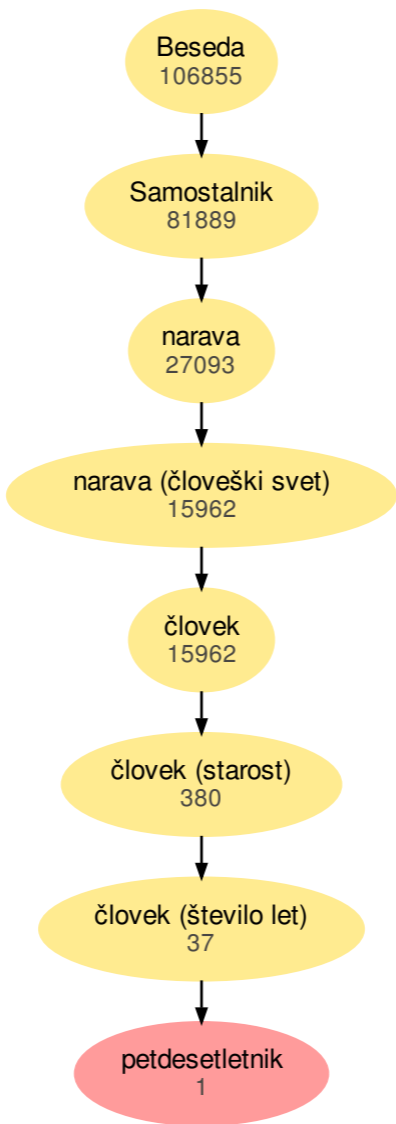 Beseda
106855
Samostalnik
81889
narava
27093
narava (človeški svet)
15962
človek
15962
človek (starost)
380
človek (število let)
37
petdesetletnik
1